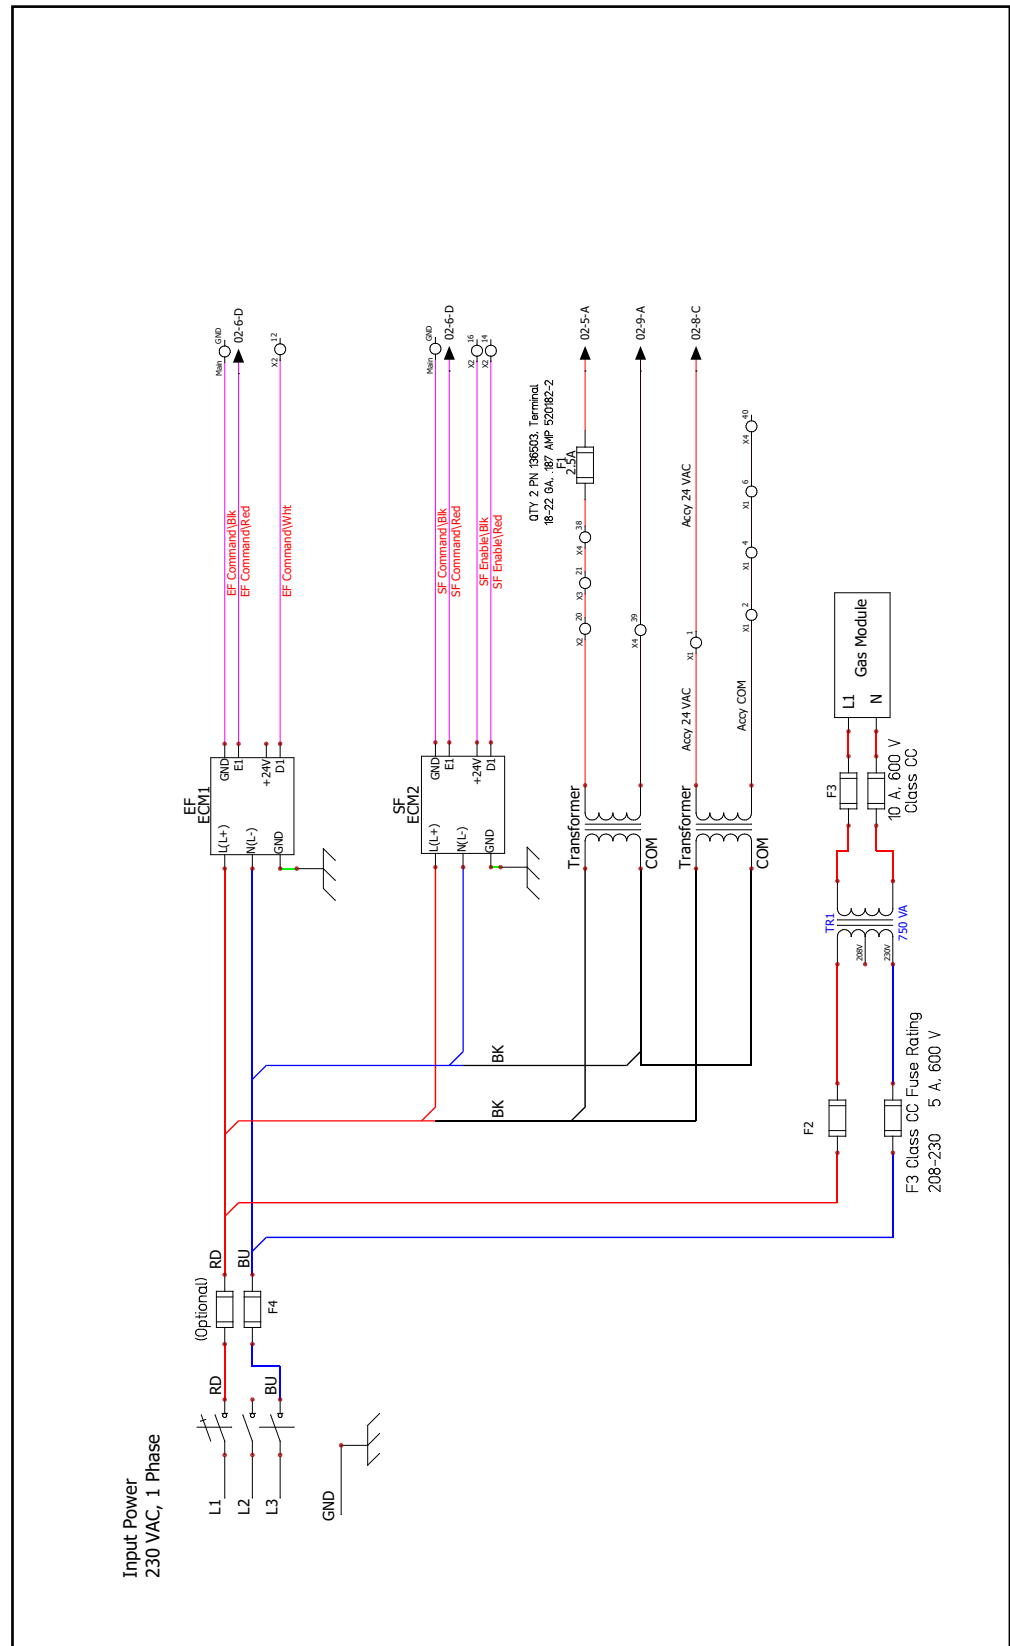 Input Power
230 VAC, 1 Phase
L1
L2
L3
GND
RD
BU
(Optional)
F4
RD
BU
EF
ECM1
L(L+)
N(L-)
GND
GND
E1
+24V
D1
EF Command\Blk
EF Command\Red
EF Command\Wht
Main
GND
02-6-D
X2
12
SF
ECM2
L(L+)
N(L-)
GND
GND
E1
+24V
D1
SF Command\Blk
SF Command\Red
SF Enable\Blk
SF Enable\Red
Main
GND
02-6-D
X2
16
X2
14
BK
BK
Transformer
COM
X2
20
X3
21
X4
38
QTY 2 PN 136503, Terminal
18-22 GA, .187 AMP 520182-2
F1
2.5A
02-5-A
X4
39
02-9-A
Transformer
COM
Accy 24 VAC
X1
1
Accy 24 VAC
02-8-C
Accy COM
X1
2
X1
4
X1
6
X4
40
F2
F3 Class CC Fuse Rating
208-230 5 A, 600 V
TR1
208V
230V
750 VA
F3
10 A, 600 V
Class CC
L1
N
Gas Module